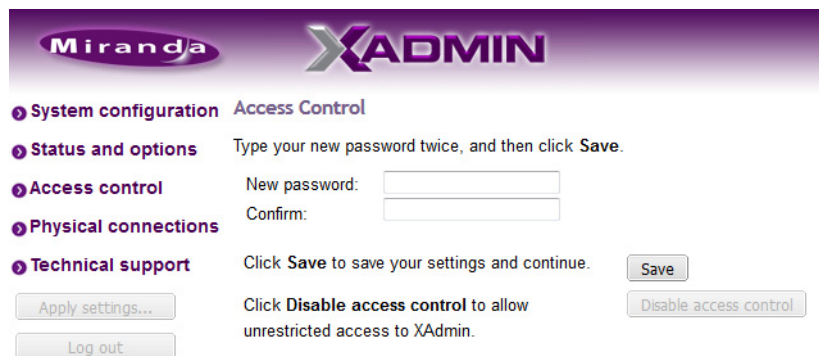 Miranda
XADMIN
System configuration
Status and options
Access control
Physical connections
Technical support
Apply settings...
Log out
Access Control
Type your new password twice, and then click Save.
New password:
Confirm:
Click Save to save your settings and continue.
Save
Click Disable access control to allow
unrestricted access to XAdmin.
Disable access control